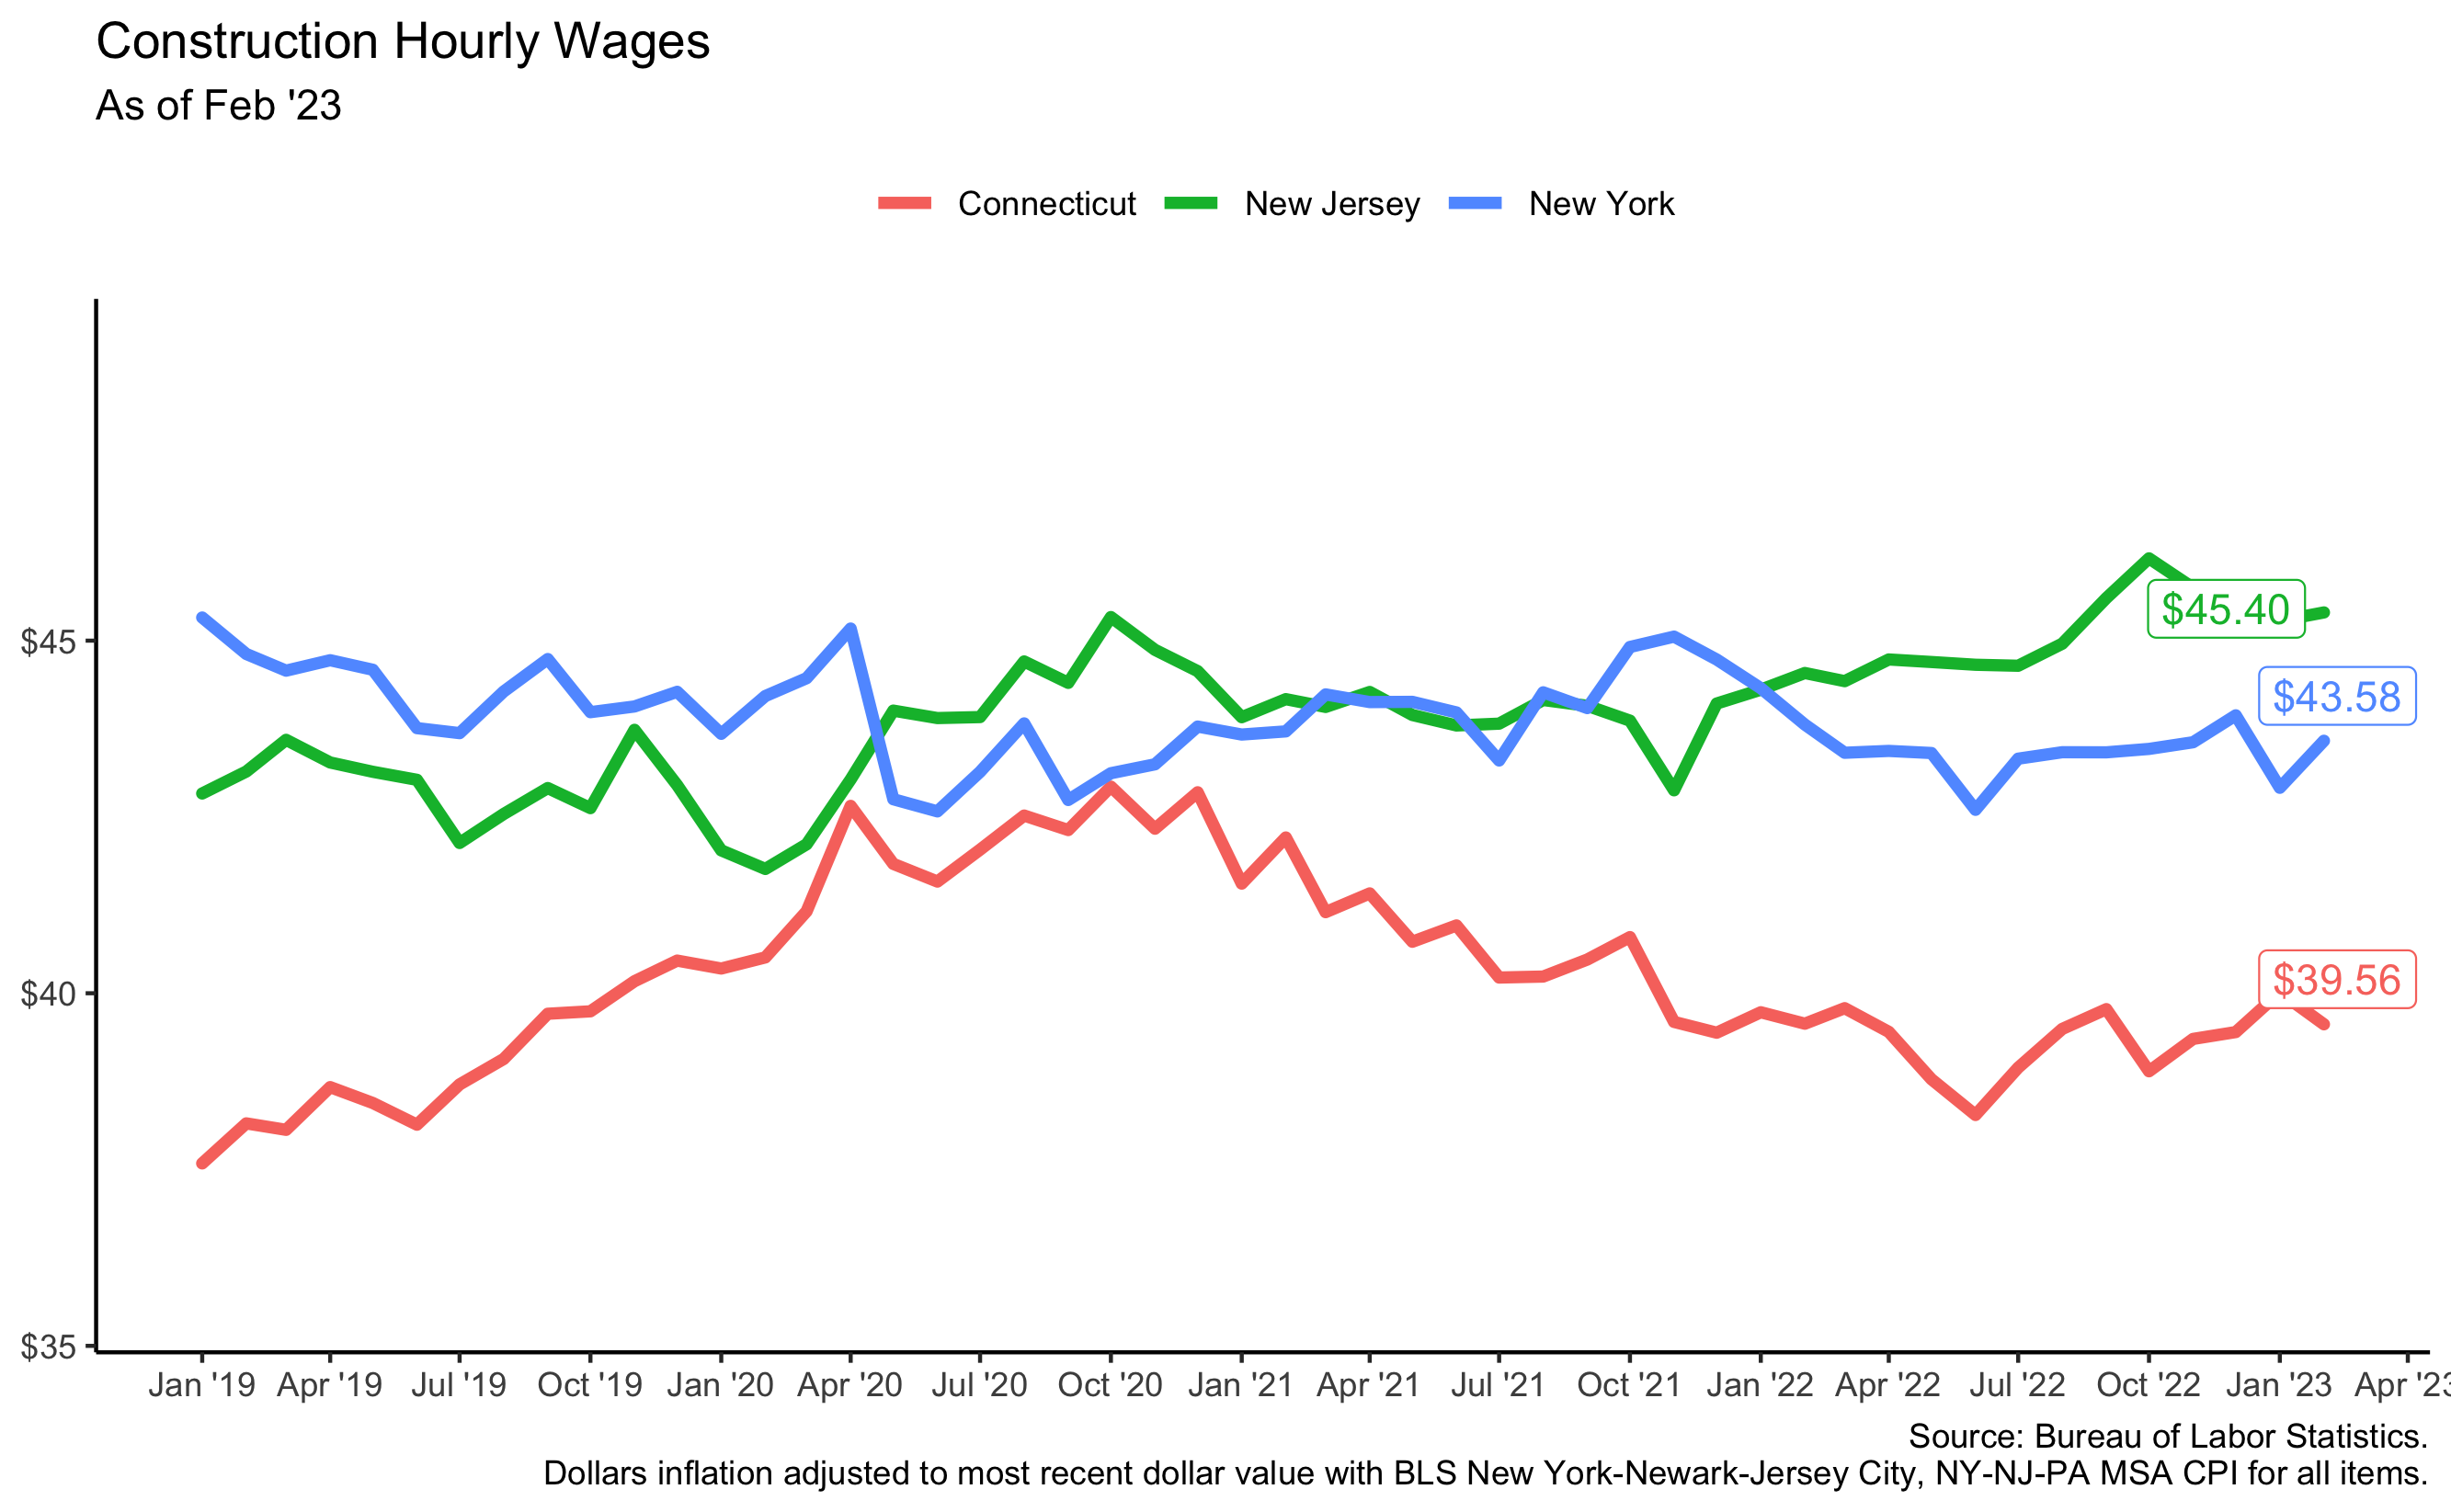 Construction Hourly Wages
As of Feb '23
Connecticut New Jersey New York
$45
$40
$35
$45.40
$43.58
$39.56
Jan '19 Apr '19 Jul '19 Oct '19 Jan '20 Apr '20 Jul '20 Oct '20 Jan '21 Apr '21 Jul '21 Oct '21 Jan '22 Apr '22 Jul '22 Oct '22 Jan '23 Apr '23
Source: Bureau of Labor Statistics.
Dollars inflation adjusted to most recent dollar value with BLS New York-Newark-Jersey City, NY-NJ-PA MSA CPI for all items.